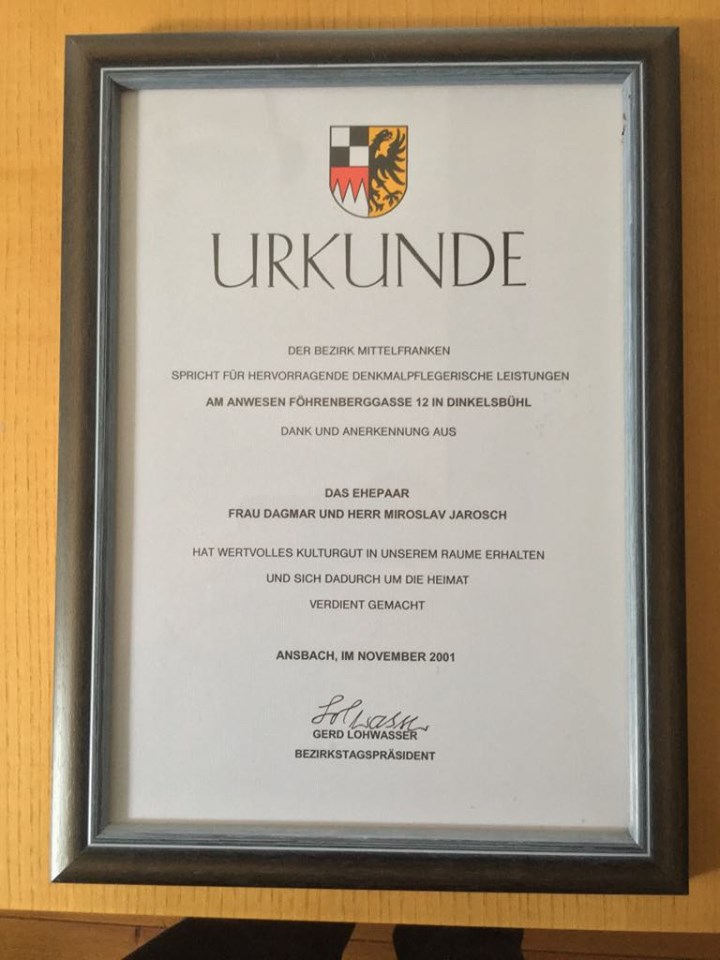 URKUNDE
DER BEZIRK MITTELFRANKEN
SPRICHT FÜR HERVORRAGENDE DENKMALPFLEGERISCHE LEISTUNGEN
AM ANWESEN FÖHRENBERGGASSE 12 IN DINKELSBÜHL
DANK UND ANERKENNUNG AUS
DAS EHEPAAR
FRAU DAGMAR UND HERR MIROSLAV JAROSCH
HAT WERTVOLLES KULTURGUT IN UNSEREM RAUME ERHALTEN
UND SICH DADURCH UM DIE HEIMAT
VERDIENT GEMACHT
ANSBACH, IM NOVEMBER 2001
Lohwasser
GERD LOHWASSER
BEZIRKSTAGSPRÄSIDENT